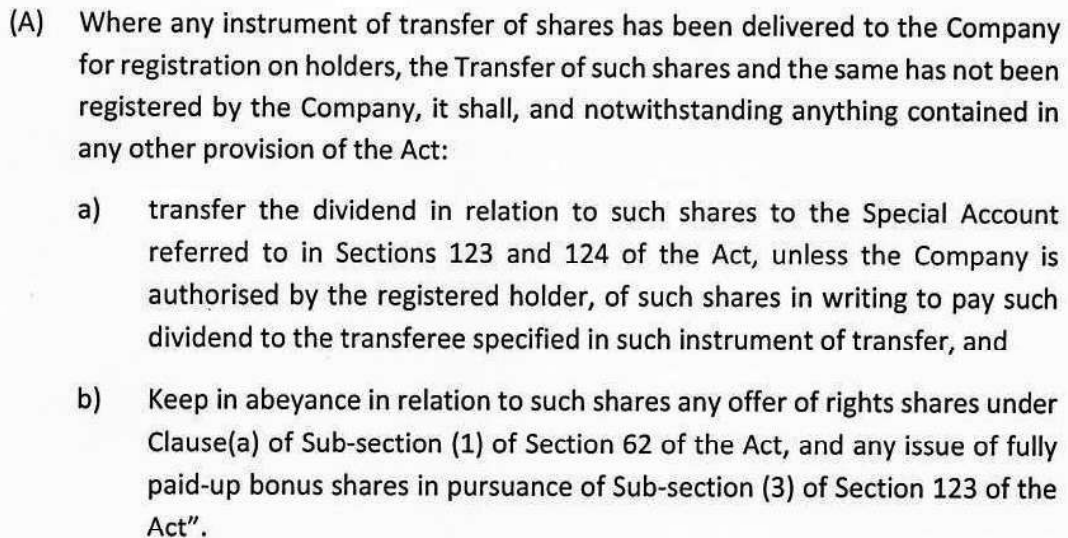 (A) Where any instrument of transfer of shares has been delivered to the Company
for registration on holders, the Transfer of such shares and the same has not been
registered by the Company, it shall, and notwithstanding anything contained in
any other provision of the Act:
a) transfer the dividend in relation to such shares to the Special Account
referred to in Sections 123 and 124 of the Act, unless the Company is
authorised by the registered holder, of such shares in writing to pay such
dividend to the transferee specified in such instrument of transfer, and
b) Keep in abeyance in relation to such shares any offer of rights shares under
Clause(a) of Sub-section (1) of Section 62 of the Act, and any issue of fully
paid-up bonus shares in pursuance of Sub-section (3) of Section 123 of the
Act”.